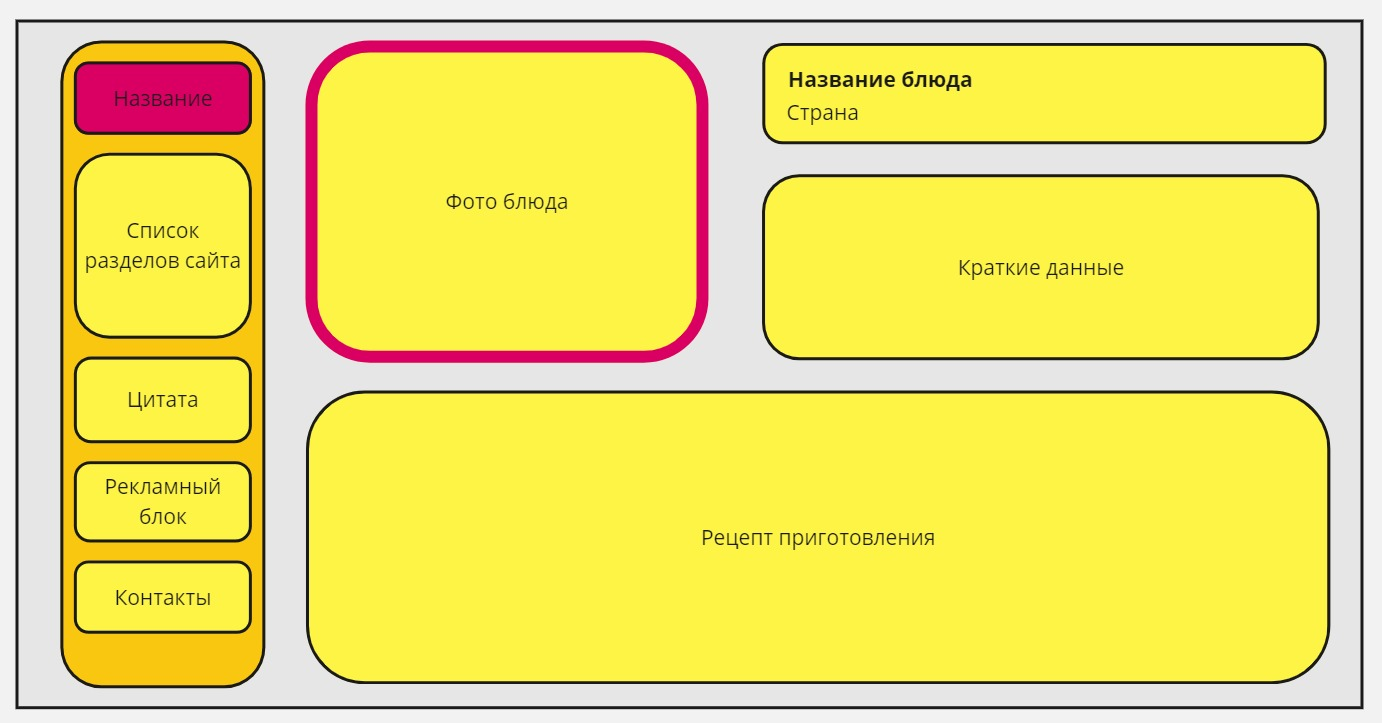 Название
Список
разделов сайта
Цитата
Рекламный
блок
Контакты
Фото блюда
Название блюда
Страна
Краткие данные
Рецепт приготовления